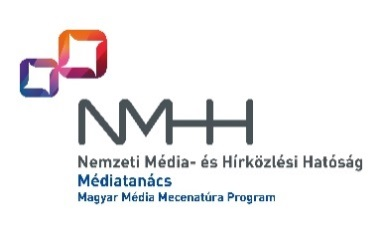 NMHH
Nemzeti Média- és Hírközlési Hatóság
Médiatanács
Magyar Média Mecenatúra Program